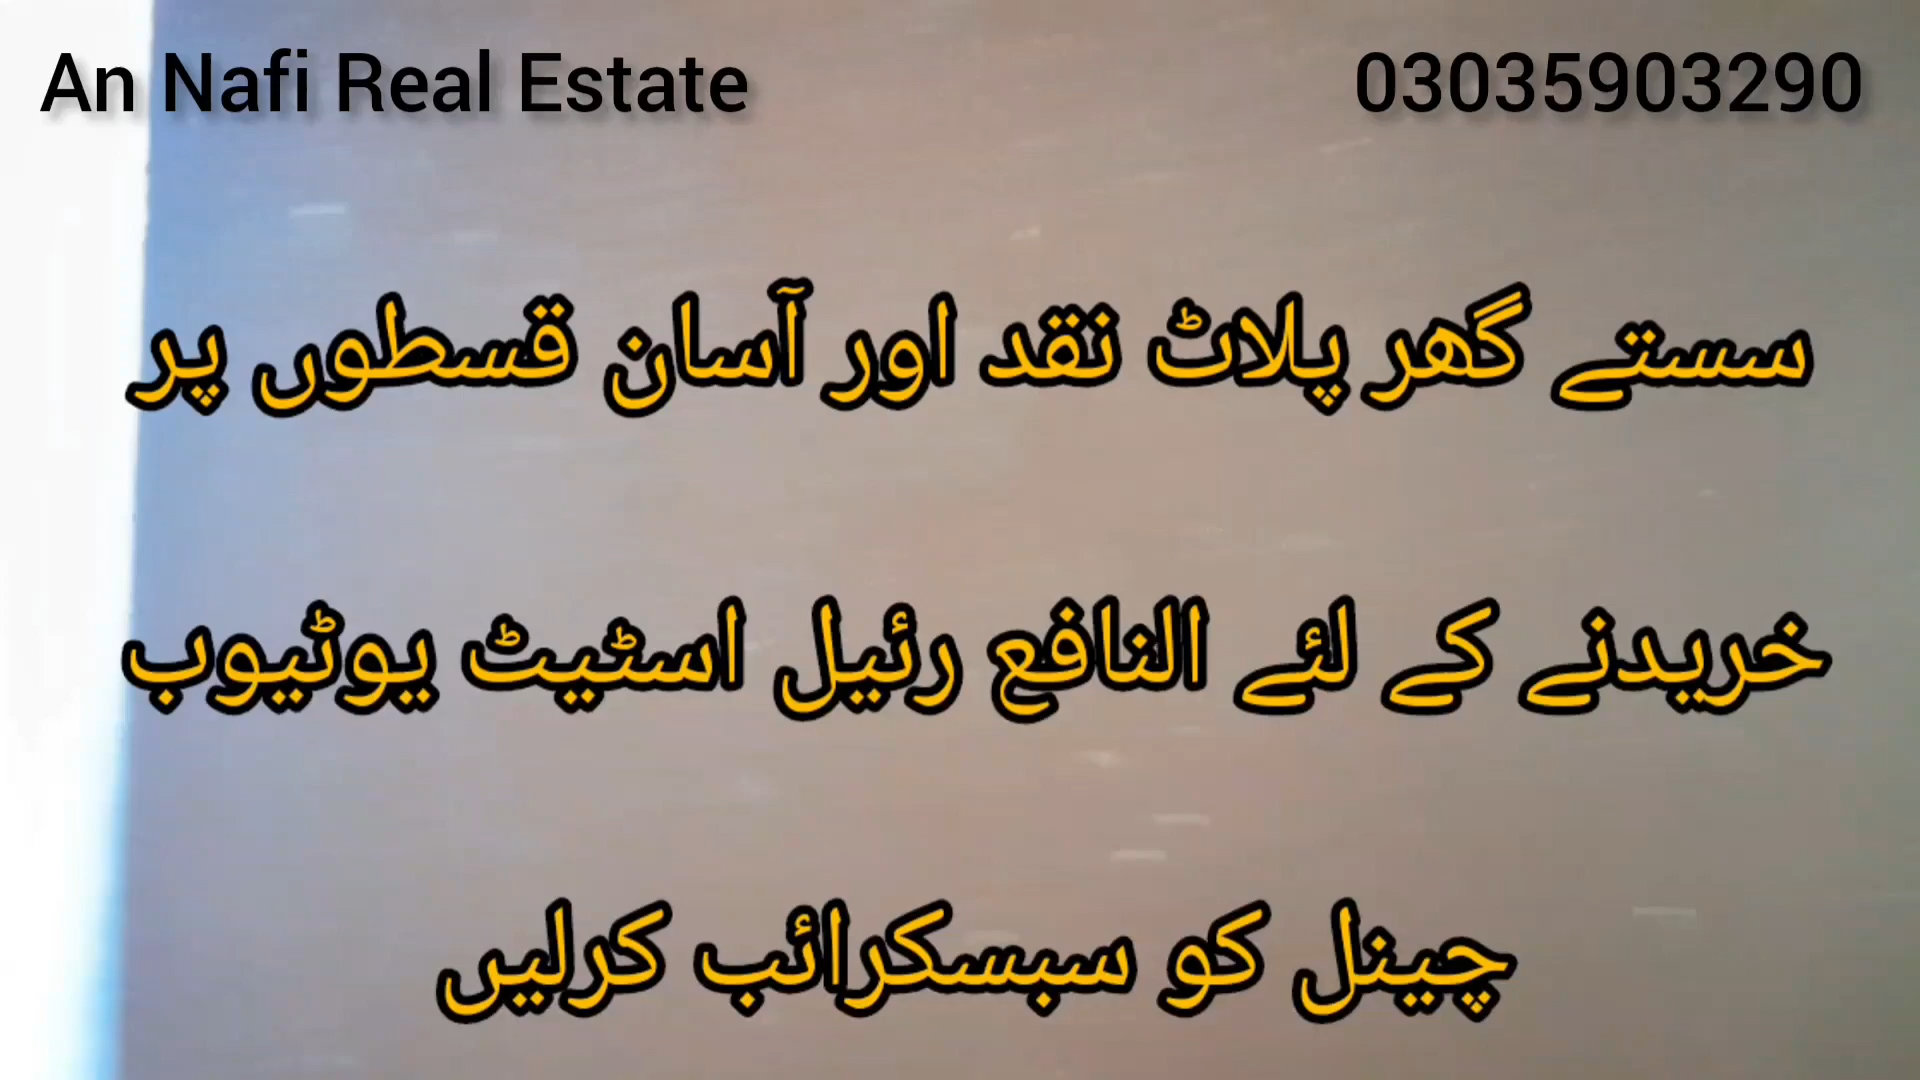 An Nafi Real Estate 03035903290
سستے گھر پلاٹ نقد اور آسان قسطوں پر
خریدنے کے لئے النافع رئیل اسٹیٹ یوٹیوب
چینل کو سبسکرائب کرلیں